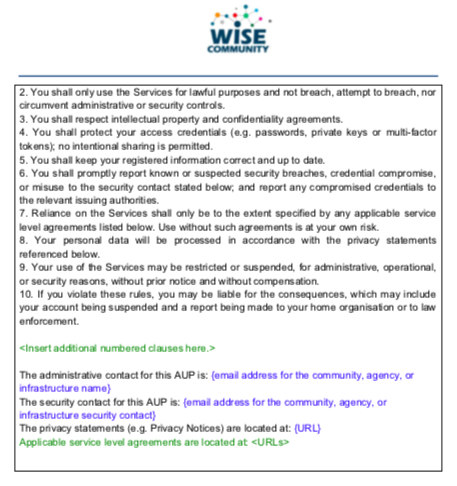 WISE
COMMUNITY
2. You shall only use the Services for lawful purposes and not breach, attempt to breach, nor
circumvent administrative or security controls.
3. You shall respect intellectual property and confidentiality agreements.
4. You shall protect your access credentials (e.g. passwords, private keys or multi-factor
tokens); no intentional sharing is permitted.
5. You shall keep your registered information correct and up to date.
6. You shall promptly report known or suspected security breaches, credential compromise,
or misuse to the security contact stated below; and report any compromised credentials to
the relevant issuing authorities.
7. Reliance on the Services shall only be to the extent specified by any applicable service
level agreements listed below. Use without such agreements is at your own risk.
8. Your personal data will be processed in accordance with the privacy statements
referenced below.
9. Your use of the Services may be restricted or suspended, for administrative, operational,
or security reasons, without prior notice and without compensation.
10. If you violate these rules, you may be liable for the consequences, which may include
your account being suspended and a report being made to your home organisation or to law
enforcement.
<Insert additional numbered clauses here.>
The administrative contact for this AUP is: {email address for the community, agency, or
infrastructure name}
The security contact for this AUP is: {email address for the community, agency, or
infrastructure security contact}
The privacy statements (e.g. Privacy Notices) are located at: {URL}
Applicable service level agreements are located at: <URLs>